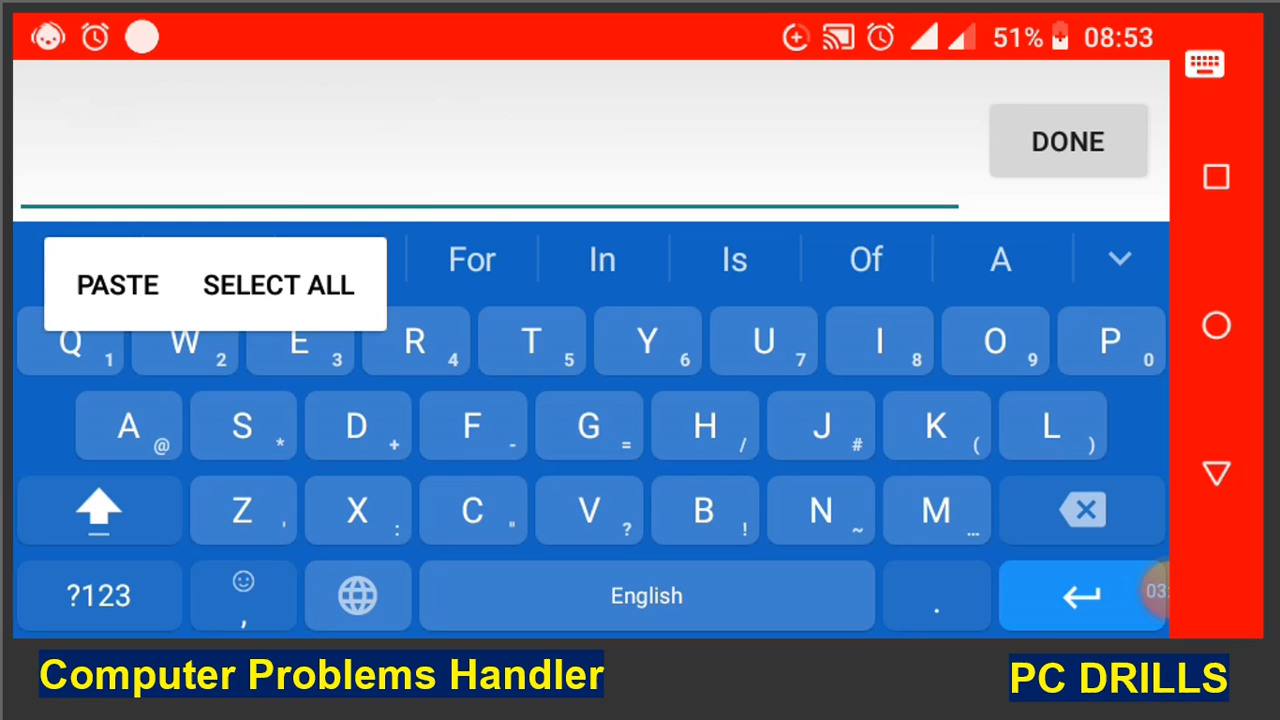 51% 08:53
DONE
For In Is Of A
PASTE SELECT ALL
Q 1 W 2 E 3 R 4 T 5 Y 6 U 7 I 8 O 9 P 0
A @ S * D + F - G = H / J # K ( L )
Z ' X : C " V ? B ! N ~ M …
?123 , English . 03:
Computer Problems Handler PC DRILLS